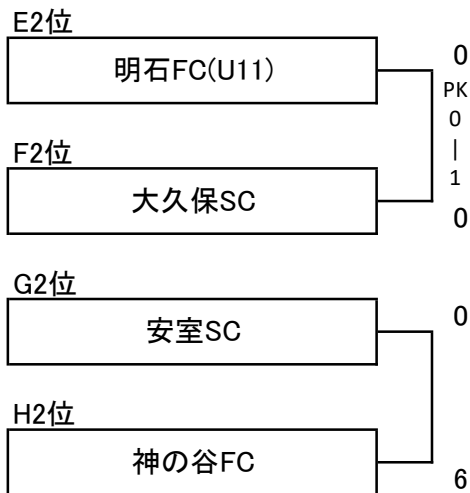 E2位
明石FC(U11)
0
PK
0
|
1
F2位
大久保SC
0
G2位
安室SC
0
H2位
神の谷FC
6